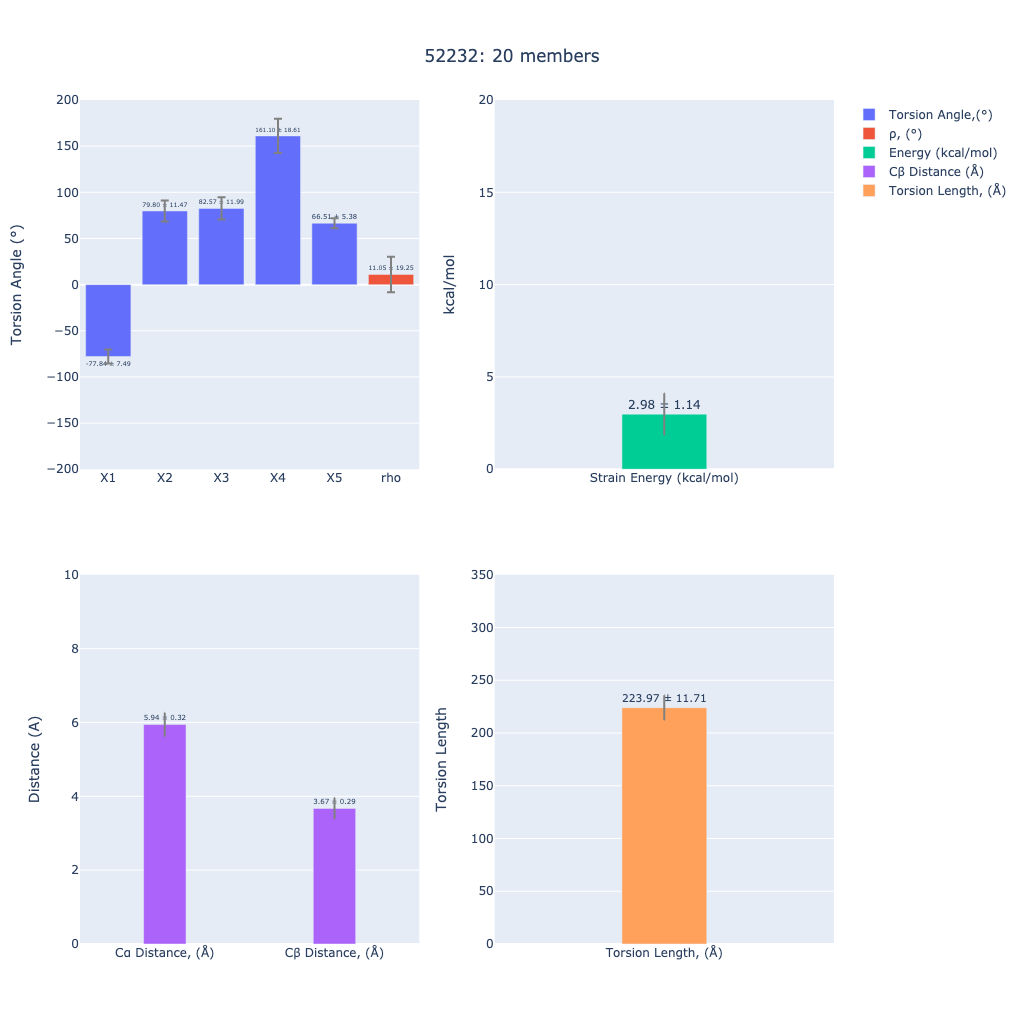 52232: 20 members
Torsion Angle (°)
200
150
100
50
0
−50
−100
−150
−200
-77.84 ± 7.49
79.80 ± 11.47
82.57 ± 11.99
161.10 ± 18.61
66.51 ± 5.38
11.05 ± 19.25
X1 X2 X3 X4 X5 rho
kcal/mol
20
15
10
5
0
2.98 ± 1.14
Strain Energy (kcal/mol)
Torsion Angle,(°)
ρ, (°)
Energy (kcal/mol)
Cβ Distance (Å)
Torsion Length, (Å)
Distance (A)
10
8
6
4
2
0
5.94 ± 0.32
3.67 ± 0.29
Cα Distance, (Å) Cβ Distance, (Å)
Torsion Length
350
300
250
200
150
100
50
0
223.97 ± 11.71
Torsion Length, (Å)